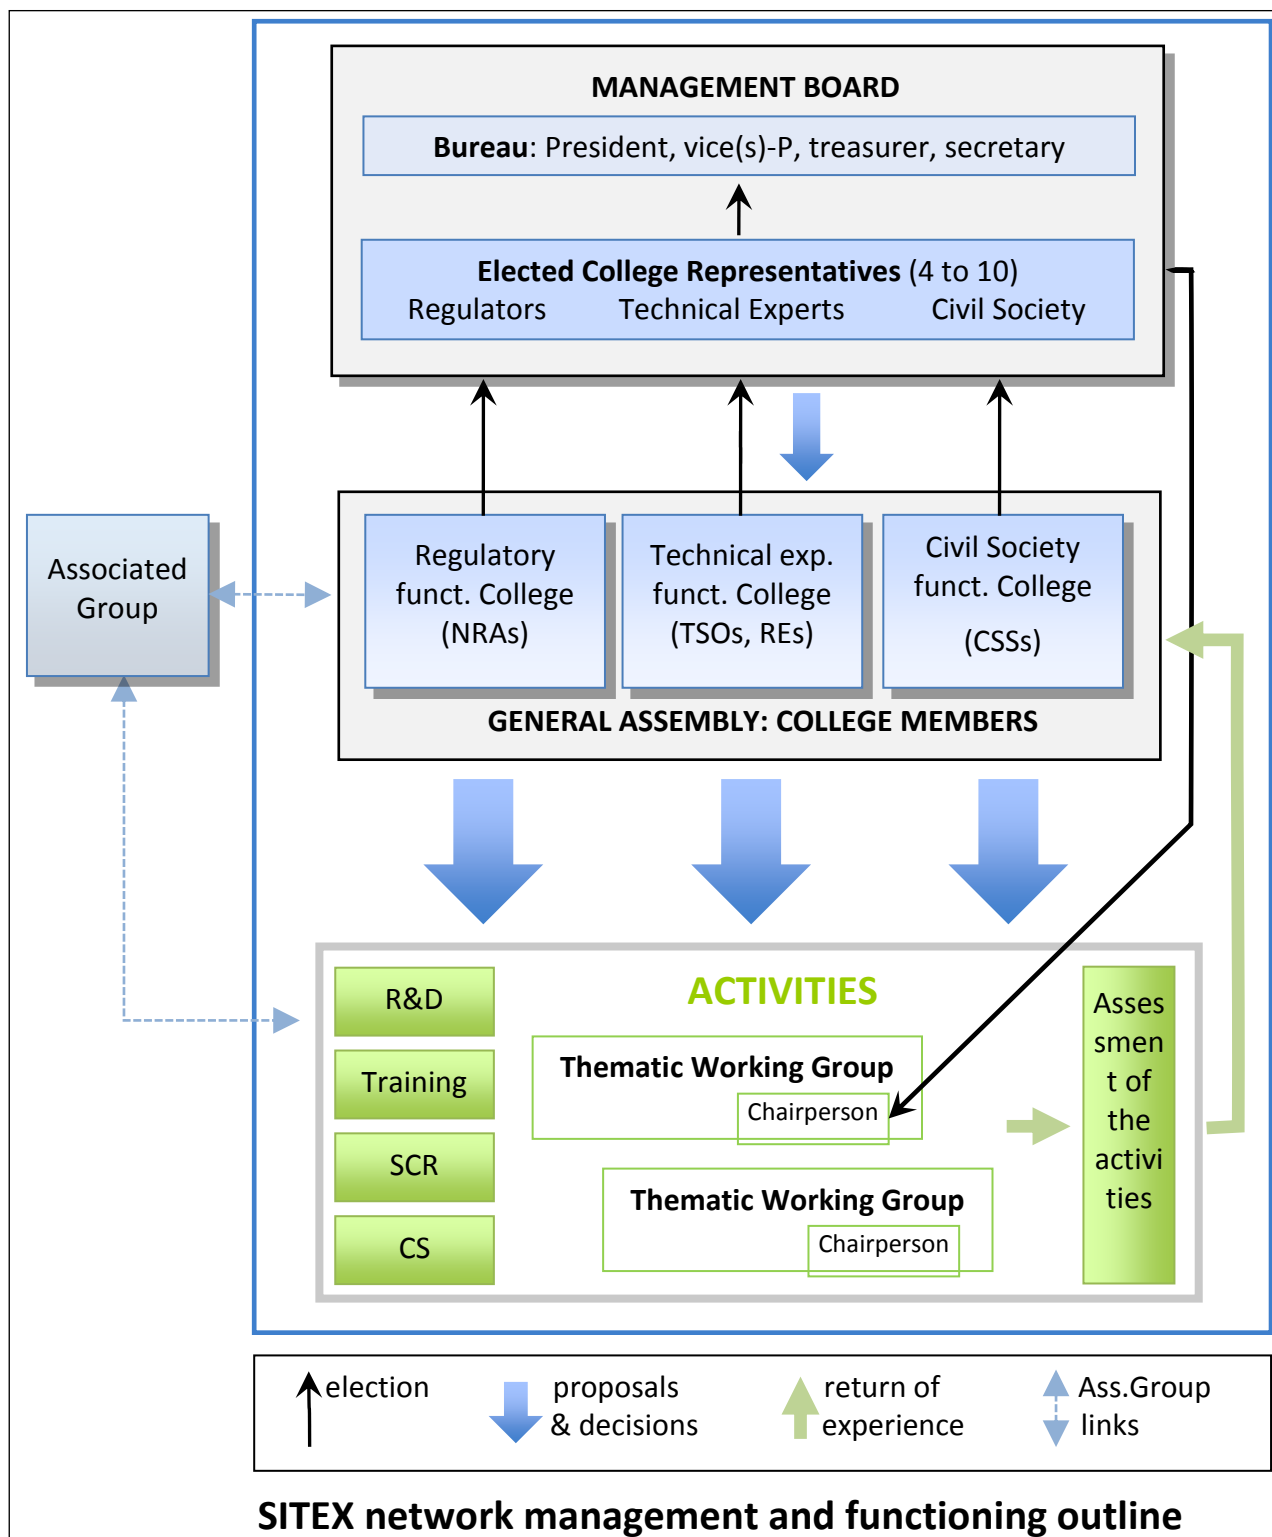 MANAGEMENT BOARD
Bureau: President, vice(s)-P, treasurer, secretary
Elected College Representatives (4 to 10)
Regulators Technical Experts Civil Society
Associated
Group
Regulatory
funct. College
(NRAs)
Technical exp.
funct. College
(TSOs, REs)
Civil Society
funct. College
(CSSs)
GENERAL ASSEMBLY: COLLEGE MEMBERS
ACTIVITIES
R&D
Training
SCR
CS
Thematic Working Group
Chairperson
Thematic Working Group
Chairperson
Asses
smen
t of
the
activi
ties
election
proposals
& decisions
return of
experience
Ass.Group
links
SITEX network management and functioning outline